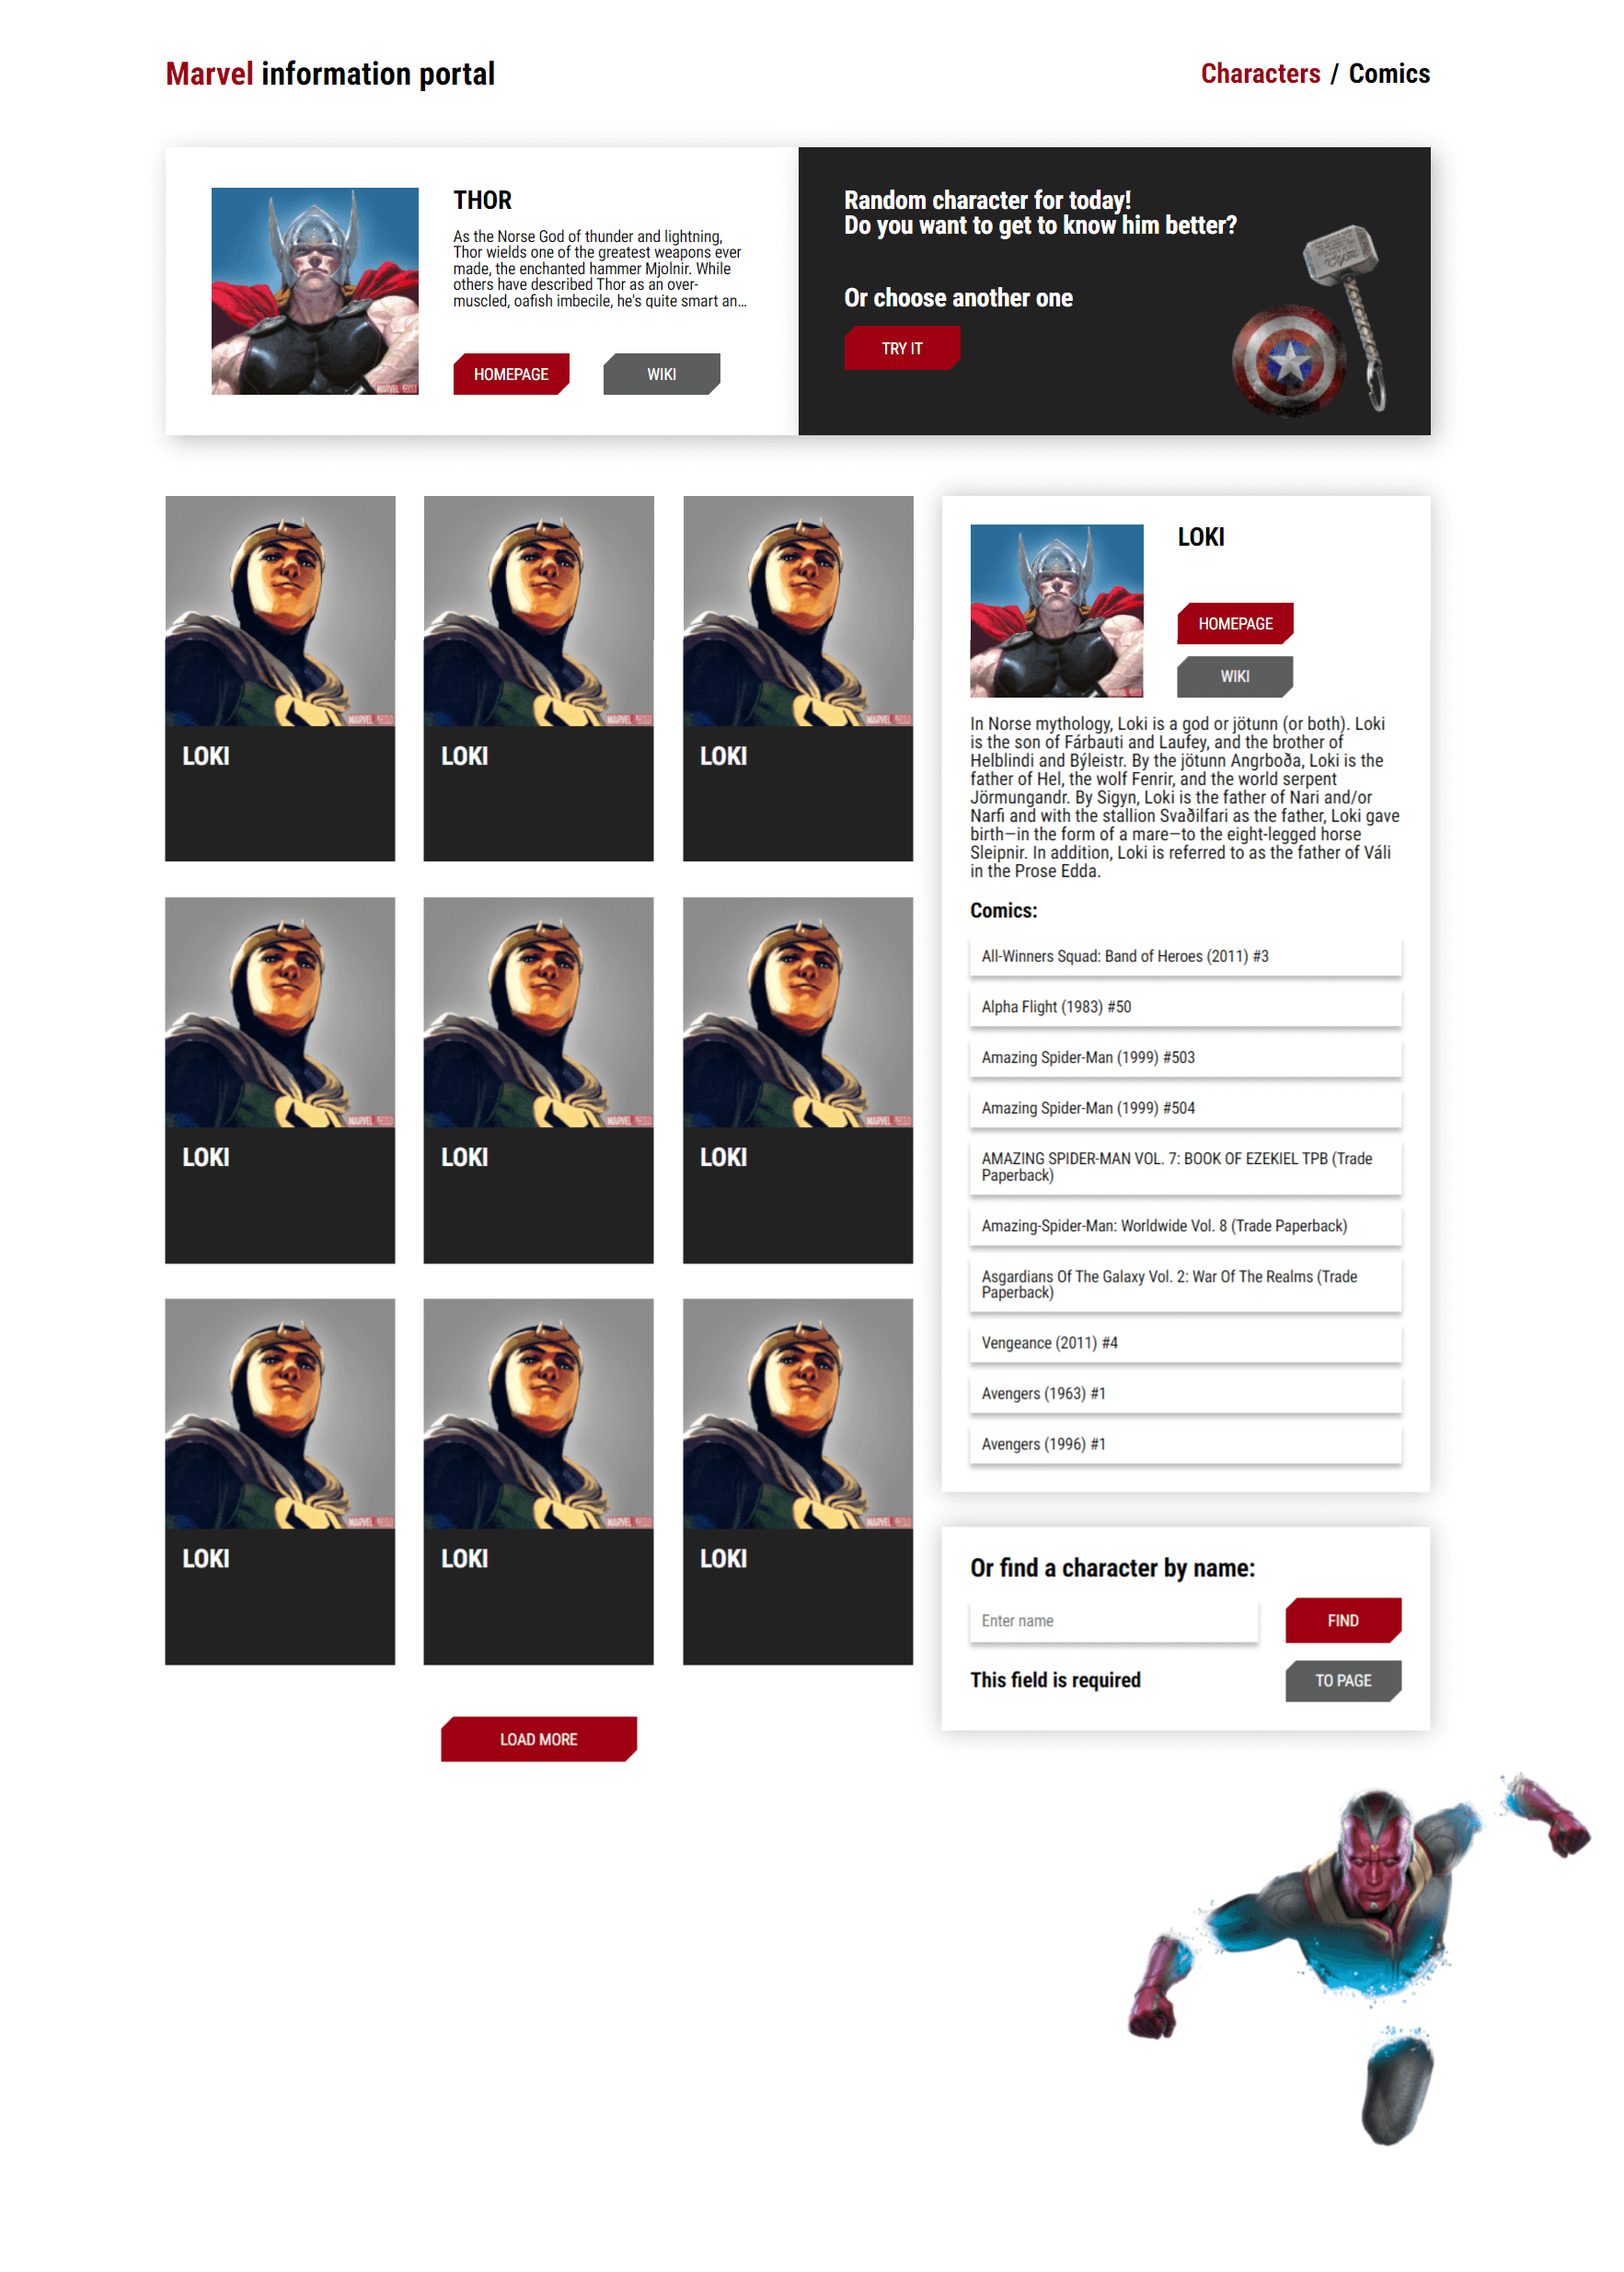 Marvel information portal
Characters / Comics
THOR
As the Norse God of thunder and lightning,
Thor wields one of the greatest weapons ever
made, the enchanted hammer Mjolnir. While
others have described Thor as an over-
muscled, oafish imbecile, he's quite smart an...
HOMEPAGE
WIKI
Random character for today!
Do you want to get to know him better?
Or choose another one
TRY IT
LOKI
LOKI
LOKI
LOKI
LOKI
LOKI
LOKI
LOKI
LOKI
LOAD MORE
LOKI
HOMEPAGE
WIKI
In Norse mythology, Loki is a god or jötunn (or both). Loki
is the son of Fárbauti and Laufey, and the brother of
Helblindi and Býleistr. By the jötunn Angrboða, Loki is the
father of Hel, the wolf Fenrir, and the world serpent
Jörmungandr. By Sigyn, Loki is the father of Nari and/or
Narfi and with the stallion Svaðilfari as the father, Loki gave
birth—in the form of a mare—to the eight-legged horse
Sleipnir. In addition, Loki is referred to as the father of Váli
in the Prose Edda.
Comics:
All-Winners Squad: Band of Heroes (2011) #3
Alpha Flight (1983) #50
Amazing Spider-Man (1999) #503
Amazing Spider-Man (1999) #504
AMAZING SPIDER-MAN VOL. 7: BOOK OF EZEKIEL TPB (Trade
Paperback)
Amazing-Spider-Man: Worldwide Vol. 8 (Trade Paperback)
Asgardians Of The Galaxy Vol. 2: War Of The Realms (Trade
Paperback)
Vengeance (2011) #4
Avengers (1963) #1
Avengers (1996) #1
Or find a character by name:
Enter name
FIND
This field is required
TO PAGE